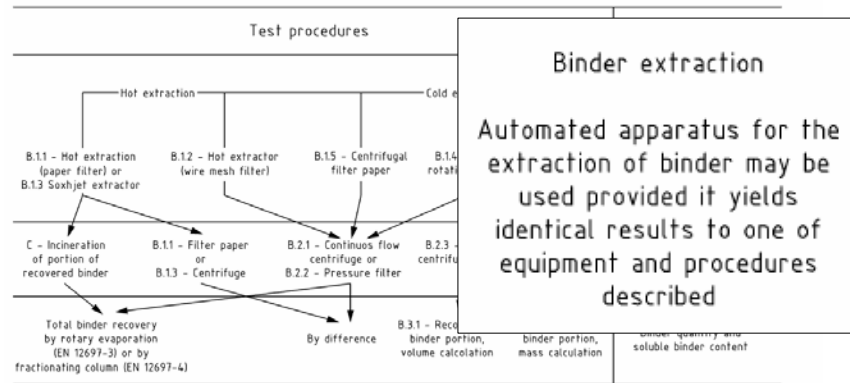 Test procedures
Hot extraction
Cold e
B.1.1 - Hot extraction
(paper filter) or
B.1.3 Soxhjet extractor
B.1.2 - Hot extractor
(wire mesh filter)
B.1.5 - Centrifugal
filter paper
B.1.4
rotati
C - Incineration
of portion of
recovered binder
B.1.1 - Filter paper
or
B.1.3 - Centrifuge
B.2.1 - Continuos flow
centrifuge or
B.2.2 - Pressure filter
B.2.3 -
centrifug
Total binder recovery
by rotary evaporation
(EN 12697-3) or by
fractionating column (EN 12697-4)
By difference
B.3.1 - Reco
binder portion,
volume calcolation
binder portion,
mass calculation
soluble binder content
Binder extraction
Automated apparatus for the
extraction of binder may be
used provided it yields
identical results to one of
equipment and procedures
described